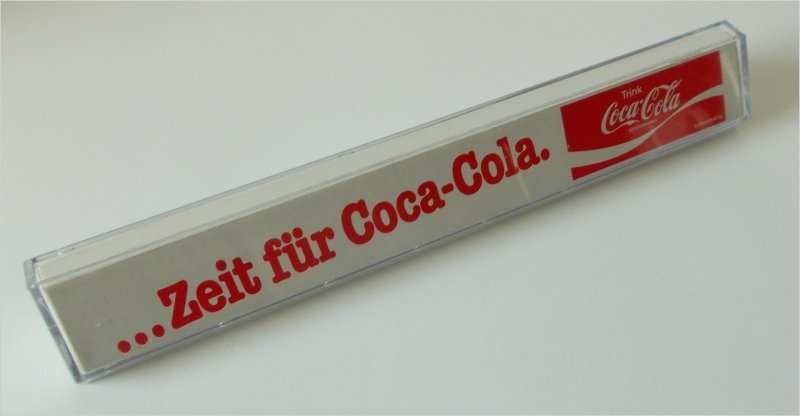 ...Zeit für Coca-Cola.
Trink
Coca-Cola